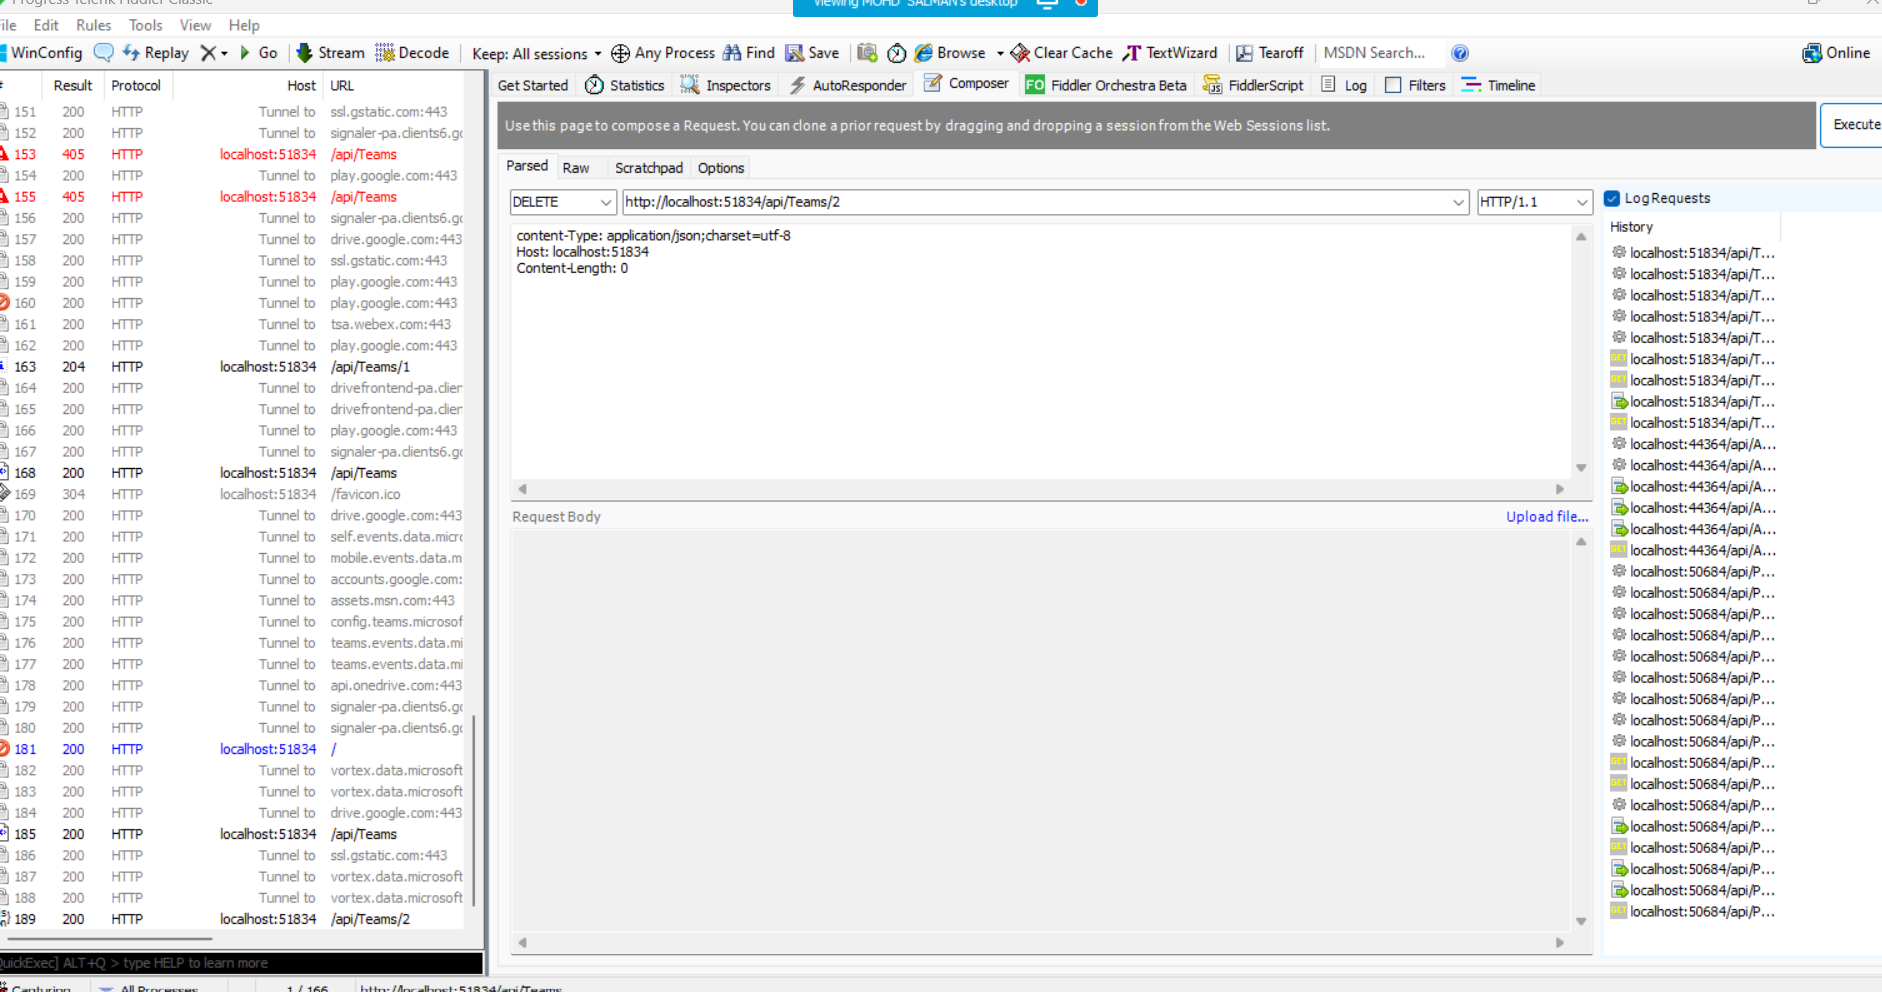 Progress Telerik Fiddler Classic
Viewing MOHD SALMAN's desktop
File Edit Rules Tools View Help
WinConfig Replay Go Stream Decode Keep: All sessions Any Process Find Save Browse Clear Cache TextWizard Tearoff MSDN Search... Online
# Result Protocol Host URL
151 200 HTTP Tunnel to ssl.gstatic.com:443
152 200 HTTP Tunnel to signaler-pa.clients6.go
153 405 HTTP localhost:51834 /api/Teams
154 200 HTTP Tunnel to play.google.com:443
155 405 HTTP localhost:51834 /api/Teams
156 200 HTTP Tunnel to signaler-pa.clients6.go
157 200 HTTP Tunnel to drive.google.com:443
158 200 HTTP Tunnel to ssl.gstatic.com:443
159 200 HTTP Tunnel to play.google.com:443
160 200 HTTP Tunnel to play.google.com:443
161 200 HTTP Tunnel to tsa.webex.com:443
162 200 HTTP Tunnel to play.google.com:443
163 204 HTTP localhost:51834 /api/Teams/1
164 200 HTTP Tunnel to drivefrontend-pa.clien
165 200 HTTP Tunnel to drivefrontend-pa.clien
166 200 HTTP Tunnel to play.google.com:443
167 200 HTTP Tunnel to signaler-pa.clients6.go
168 200 HTTP localhost:51834 /api/Teams
169 304 HTTP localhost:51834 /favicon.ico
170 200 HTTP Tunnel to drive.google.com:443
171 200 HTTP Tunnel to self.events.data.micro
172 200 HTTP Tunnel to mobile.events.data.m
173 200 HTTP Tunnel to accounts.google.com:
174 200 HTTP Tunnel to assets.msn.com:443
175 200 HTTP Tunnel to config.teams.microsof
176 200 HTTP Tunnel to teams.events.data.mi
177 200 HTTP Tunnel to teams.events.data.mi
178 200 HTTP Tunnel to api.onedrive.com:443
179 200 HTTP Tunnel to signaler-pa.clients6.go
180 200 HTTP Tunnel to signaler-pa.clients6.go
181 200 HTTP localhost:51834 /
182 200 HTTP Tunnel to vortex.data.microsoft
183 200 HTTP Tunnel to vortex.data.microsoft
184 200 HTTP Tunnel to drive.google.com:443
185 200 HTTP localhost:51834 /api/Teams
186 200 HTTP Tunnel to ssl.gstatic.com:443
187 200 HTTP Tunnel to vortex.data.microsoft
188 200 HTTP Tunnel to vortex.data.microsoft
189 200 HTTP localhost:51834 /api/Teams/2
QuickExec] ALT+Q > type HELP to learn more
Capturing All Processes 1 / 166 http://localhost:51834/api/Teams
Get Started Statistics Inspectors AutoResponder Composer FO Fiddler Orchestra Beta FiddlerScript Log Filters Timeline
Use this page to compose a Request. You can clone a prior request by dragging and dropping a session from the Web Sessions list.
Execute
Parsed Raw Scratchpad Options
DELETE http://localhost:51834/api/Teams/2 HTTP/1.1
content-Type: application/json;charset=utf-8
Host: localhost:51834
Content-Length: 0
Request Body Upload file...
Log Requests
History
localhost:51834/api/T...
localhost:51834/api/T...
localhost:51834/api/T...
localhost:51834/api/T...
localhost:51834/api/T...
GET localhost:51834/api/T...
GET localhost:51834/api/T...
localhost:51834/api/T...
GET localhost:51834/api/T...
localhost:44364/api/A...
localhost:44364/api/A...
localhost:44364/api/A...
localhost:44364/api/A...
localhost:44364/api/A...
GET localhost:44364/api/A...
localhost:50684/api/P...
localhost:50684/api/P...
localhost:50684/api/P...
localhost:50684/api/P...
localhost:50684/api/P...
localhost:50684/api/P...
localhost:50684/api/P...
localhost:50684/api/P...
localhost:50684/api/P...
GET localhost:50684/api/P...
GET localhost:50684/api/P...
localhost:50684/api/P...
localhost:50684/api/P...
GET localhost:50684/api/P...
localhost:50684/api/P...
localhost:50684/api/P...
GET localhost:50684/api/P...